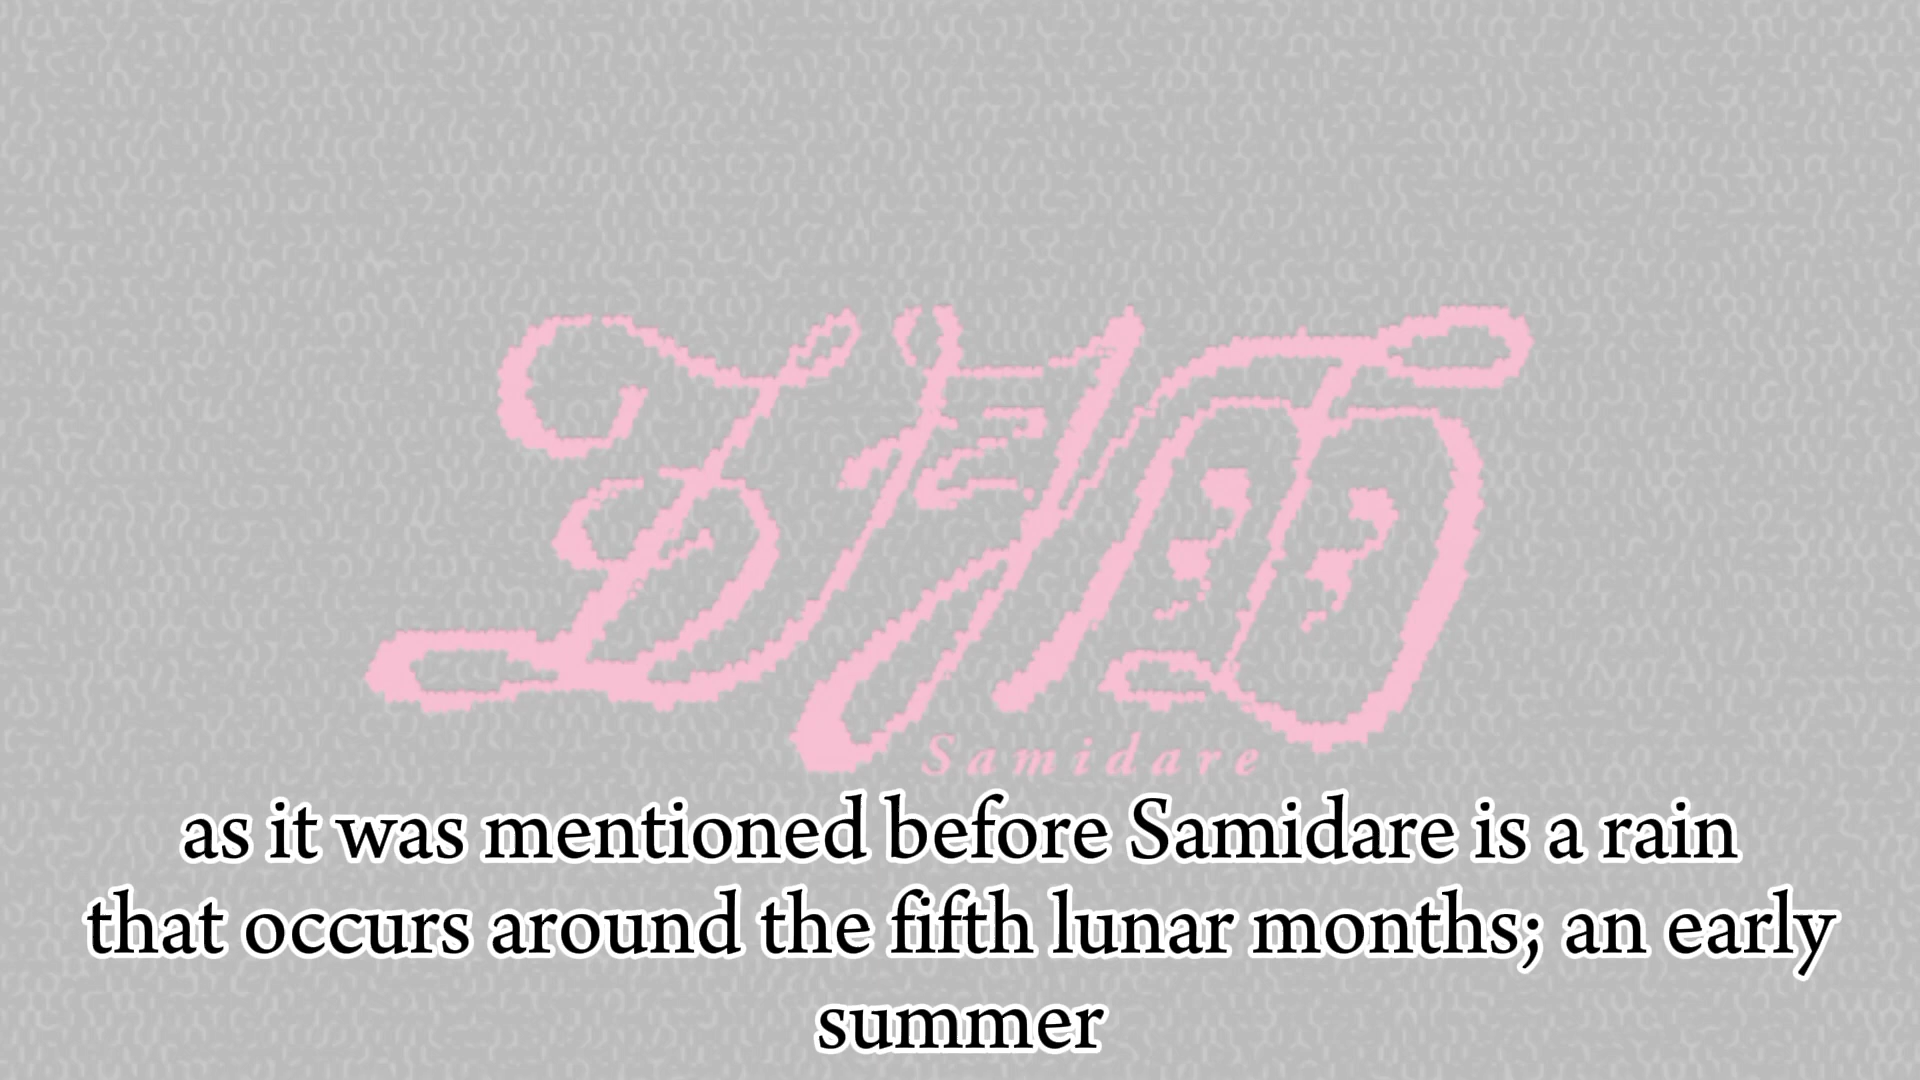 五月雨
Samidare
as it was mentioned before Samidare is a rain
that occurs around the fifth lunar months; an early
summer